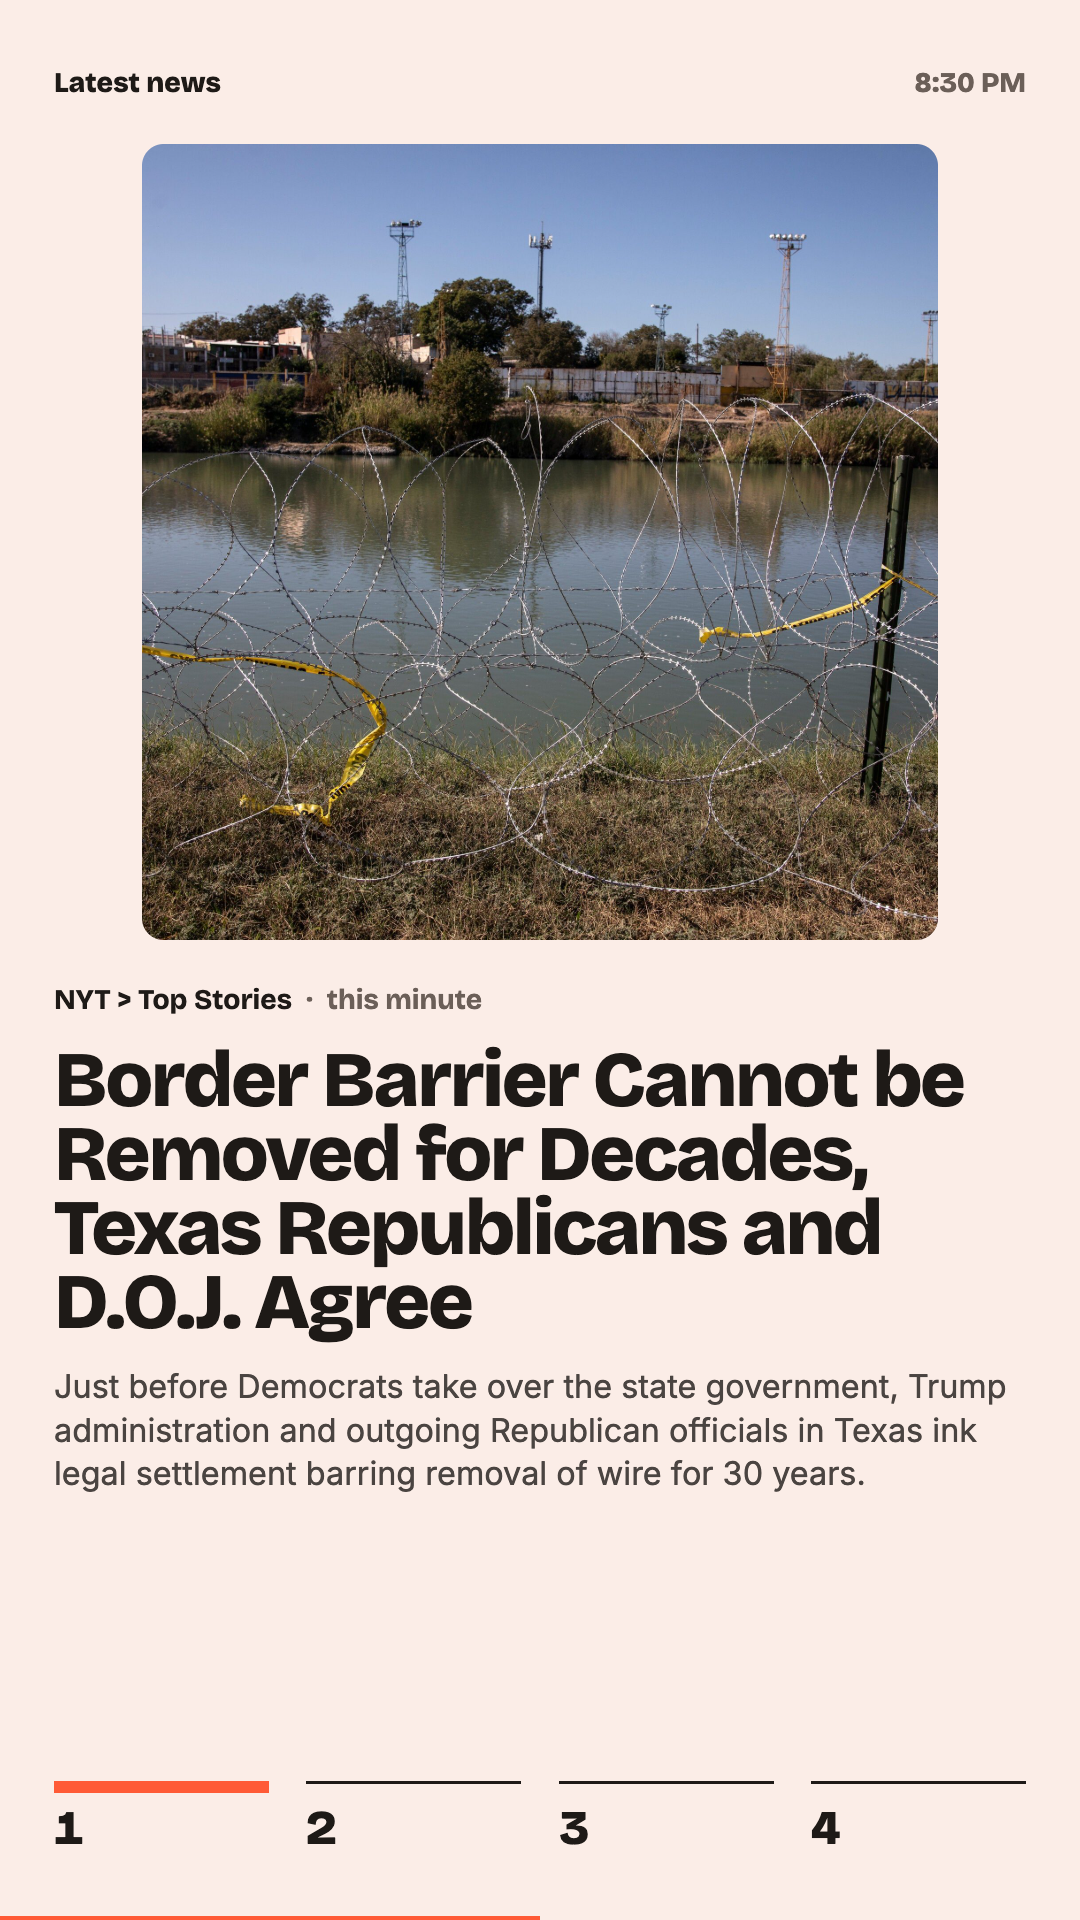 Latest news
8:30 PM
NYT > Top Stories · this minute
Border Barrier Cannot be
Removed for Decades,
Texas Republicans and
D.O.J. Agree
Just before Democrats take over the state government, Trump
administration and outgoing Republican officials in Texas ink
legal settlement barring removal of wire for 30 years.
1
2
3
4